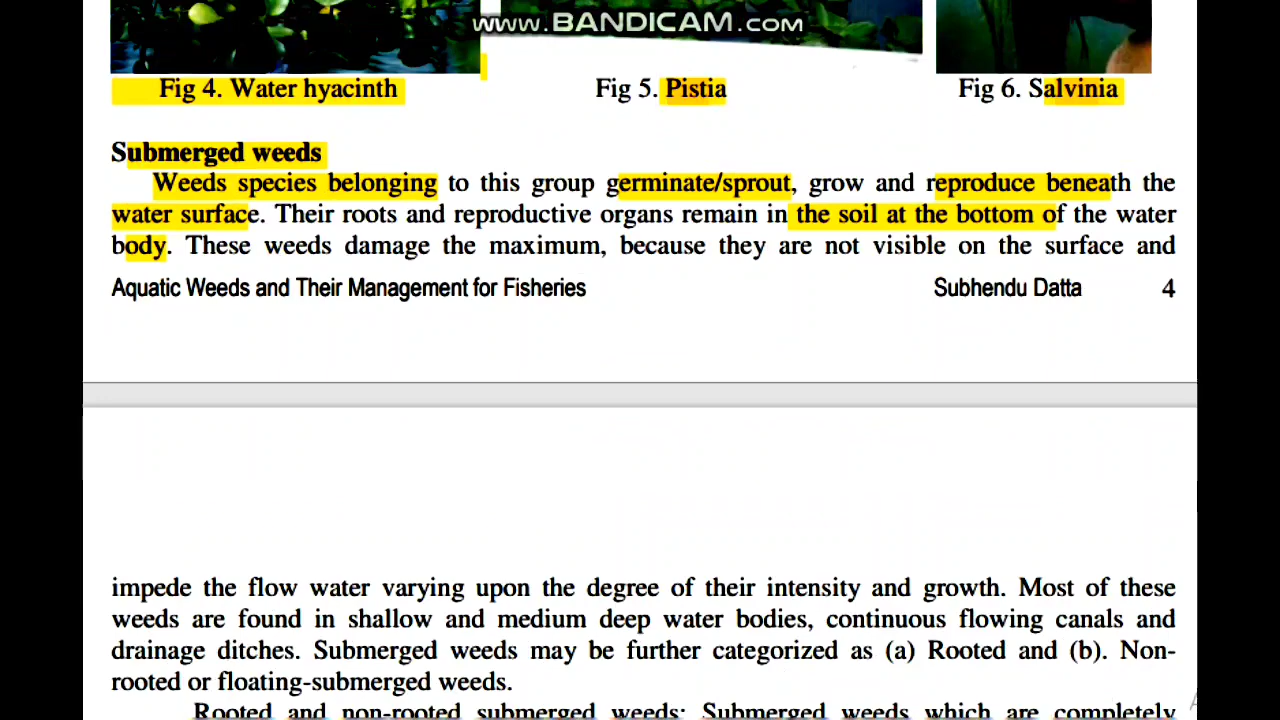 www.BANDICAM.com
Fig 4. Water hyacinth
Fig 5. Pistia
Fig 6. Salvinia
Submerged weeds
Weeds species belonging to this group germinate/sprout, grow and reproduce beneath the
water surface. Their roots and reproductive organs remain in the soil at the bottom of the water
body. These weeds damage the maximum, because they are not visible on the surface and
Aquatic Weeds and Their Management for Fisheries
Subhendu Datta
4
impede the flow water varying upon the degree of their intensity and growth. Most of these
weeds are found in shallow and medium deep water bodies, continuous flowing canals and
drainage ditches. Submerged weeds may be further categorized as (a) Rooted and (b). Non-
rooted or floating-submerged weeds.
Rooted and non-rooted submerged weeds: Submerged weeds which are completely